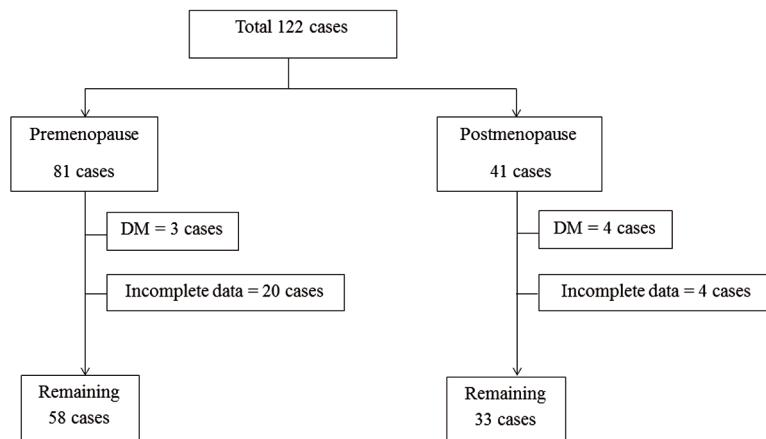 Total 122 cases
Premenopause
81 cases
Postmenopause
41 cases
DM = 3 cases
DM = 4 cases
Incomplete data = 20 cases
Incomplete data = 4 cases
Remaining
58 cases
Remaining
33 cases